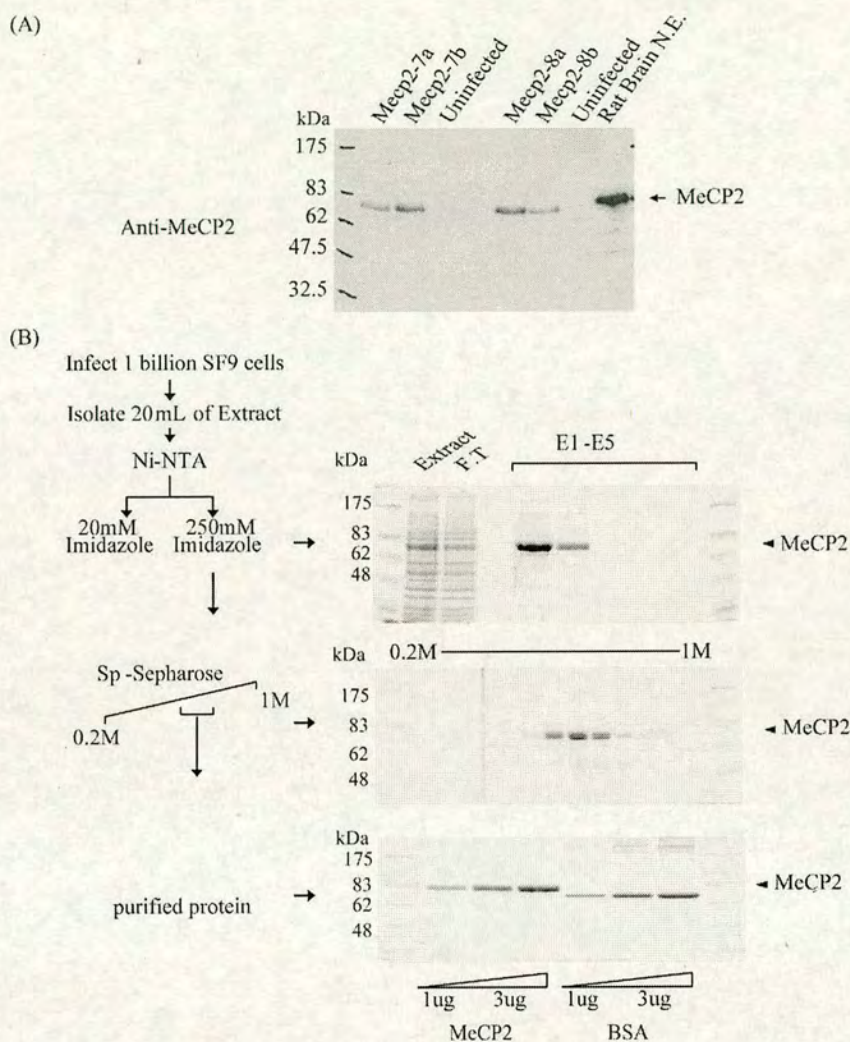 (A)
Mecp2-7a
Mecp2-7b
Uninfected
Mecp2-8a
Mecp2-8b
Uninfected
Rat Brain N.E.
kDa
175
83
62
47.5
32.5
Anti-MeCP2
MeCP2
(B)
Infect 1 billion SF9 cells
Isolate 20mL of Extract
Ni-NTA
20mM Imidazole
250mM Imidazole
kDa
Extract
F.T
E1-E5
175
83
62
48
MeCP2
Sp-Sepharose
0.2M
1M
kDa
0.2M
1M
175
83
62
48
MeCP2
purified protein
kDa
175
83
62
48
MeCP2
1ug 3ug 1ug 3ug
MeCP2 BSA